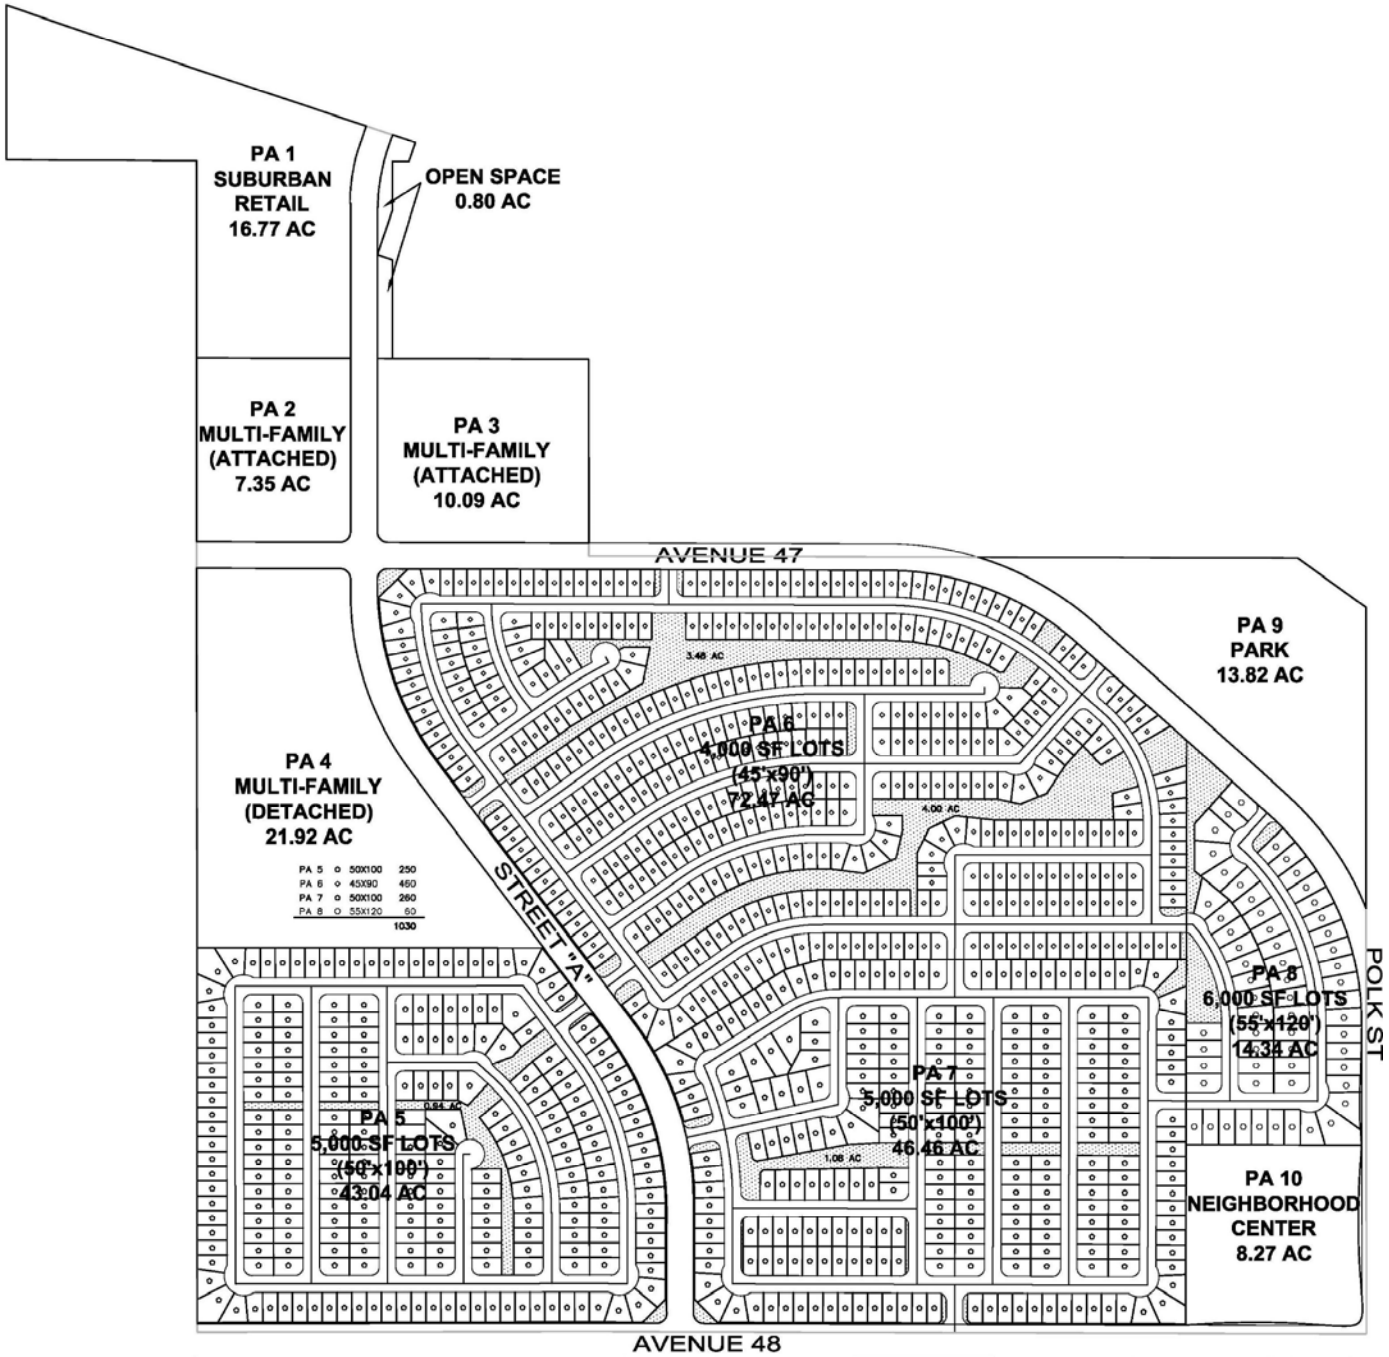 PA 1
SUBURBAN
RETAIL
16.77 AC
OPEN SPACE
0.80 AC
PA 2
MULTI-FAMILY
(ATTACHED)
7.35 AC
PA 3
MULTI-FAMILY
(ATTACHED)
10.09 AC
AVENUE 47
PA 9
PARK
13.82 AC
3.48 AC
PA 6
4,000 SF LOTS
(45'x90')
72.47 AC
4.00 AC
PA 4
MULTI-FAMILY
(DETACHED)
21.92 AC
PA 5 50X100 250
PA 6 45X90 460
PA 7 50X100 260
PA 8 55X120 60
1030
STREET "A"
POLK ST
PA 8
6,000 SF LOTS
(55'x120')
14.34 AC
PA 7
5,000 SF LOTS
(50'x100')
46.46 AC
1.08 AC
0.94 AC
PA 5
5,000 SF LOTS
(50'x100')
43.04 AC
PA 10
NEIGHBORHOOD
CENTER
8.27 AC
AVENUE 48